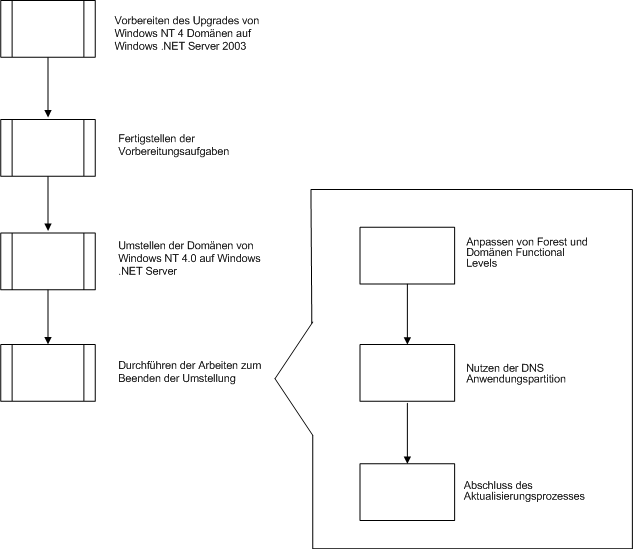 Vorbereiten des Upgrades von
Windows NT 4 Domänen auf
Windows .NET Server 2003
Fertigstellen der
Vorbereitungsaufgaben
Umstellen der Domänen von
Windows NT 4.0 auf Windows
.NET Server
Durchführen der Arbeiten zum
Beenden der Umstellung
Anpassen von Forest und
Domänen Functional
Levels
Nutzen der DNS
Anwendungspartition
Abschluss des
Aktualisierungsprozesses